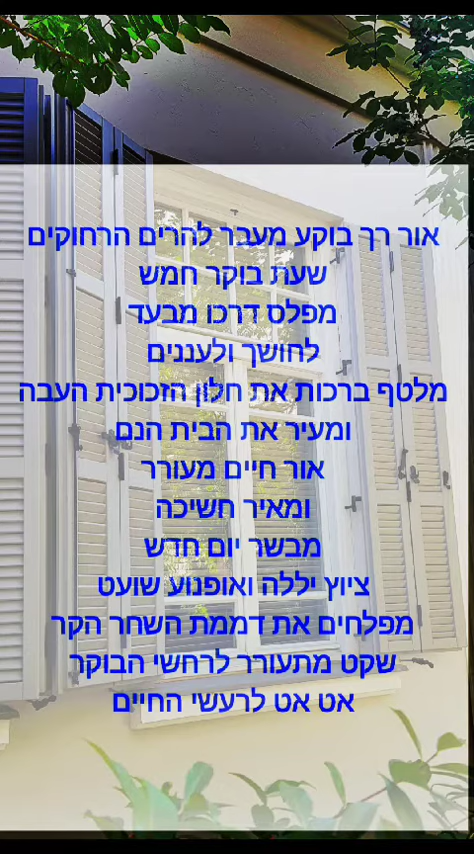 אור רך בוקע מעבר להרים הרחוקים
שעת בוקר חמש
מפלס דרכו מבעד
לחושך ולעננים
מלטף ברכות את חלון הזכוכית העבה
ומעיר את הבית הנם
אור חיים מעורר
ומאיר חשיכה
מבשר יום חדש
ציוץ יללה ואופנוע שועט
מפלחים את דממת השחר הקר
שקט מתעורר לרחשי הבוקר
אט אט לרעשי החיים